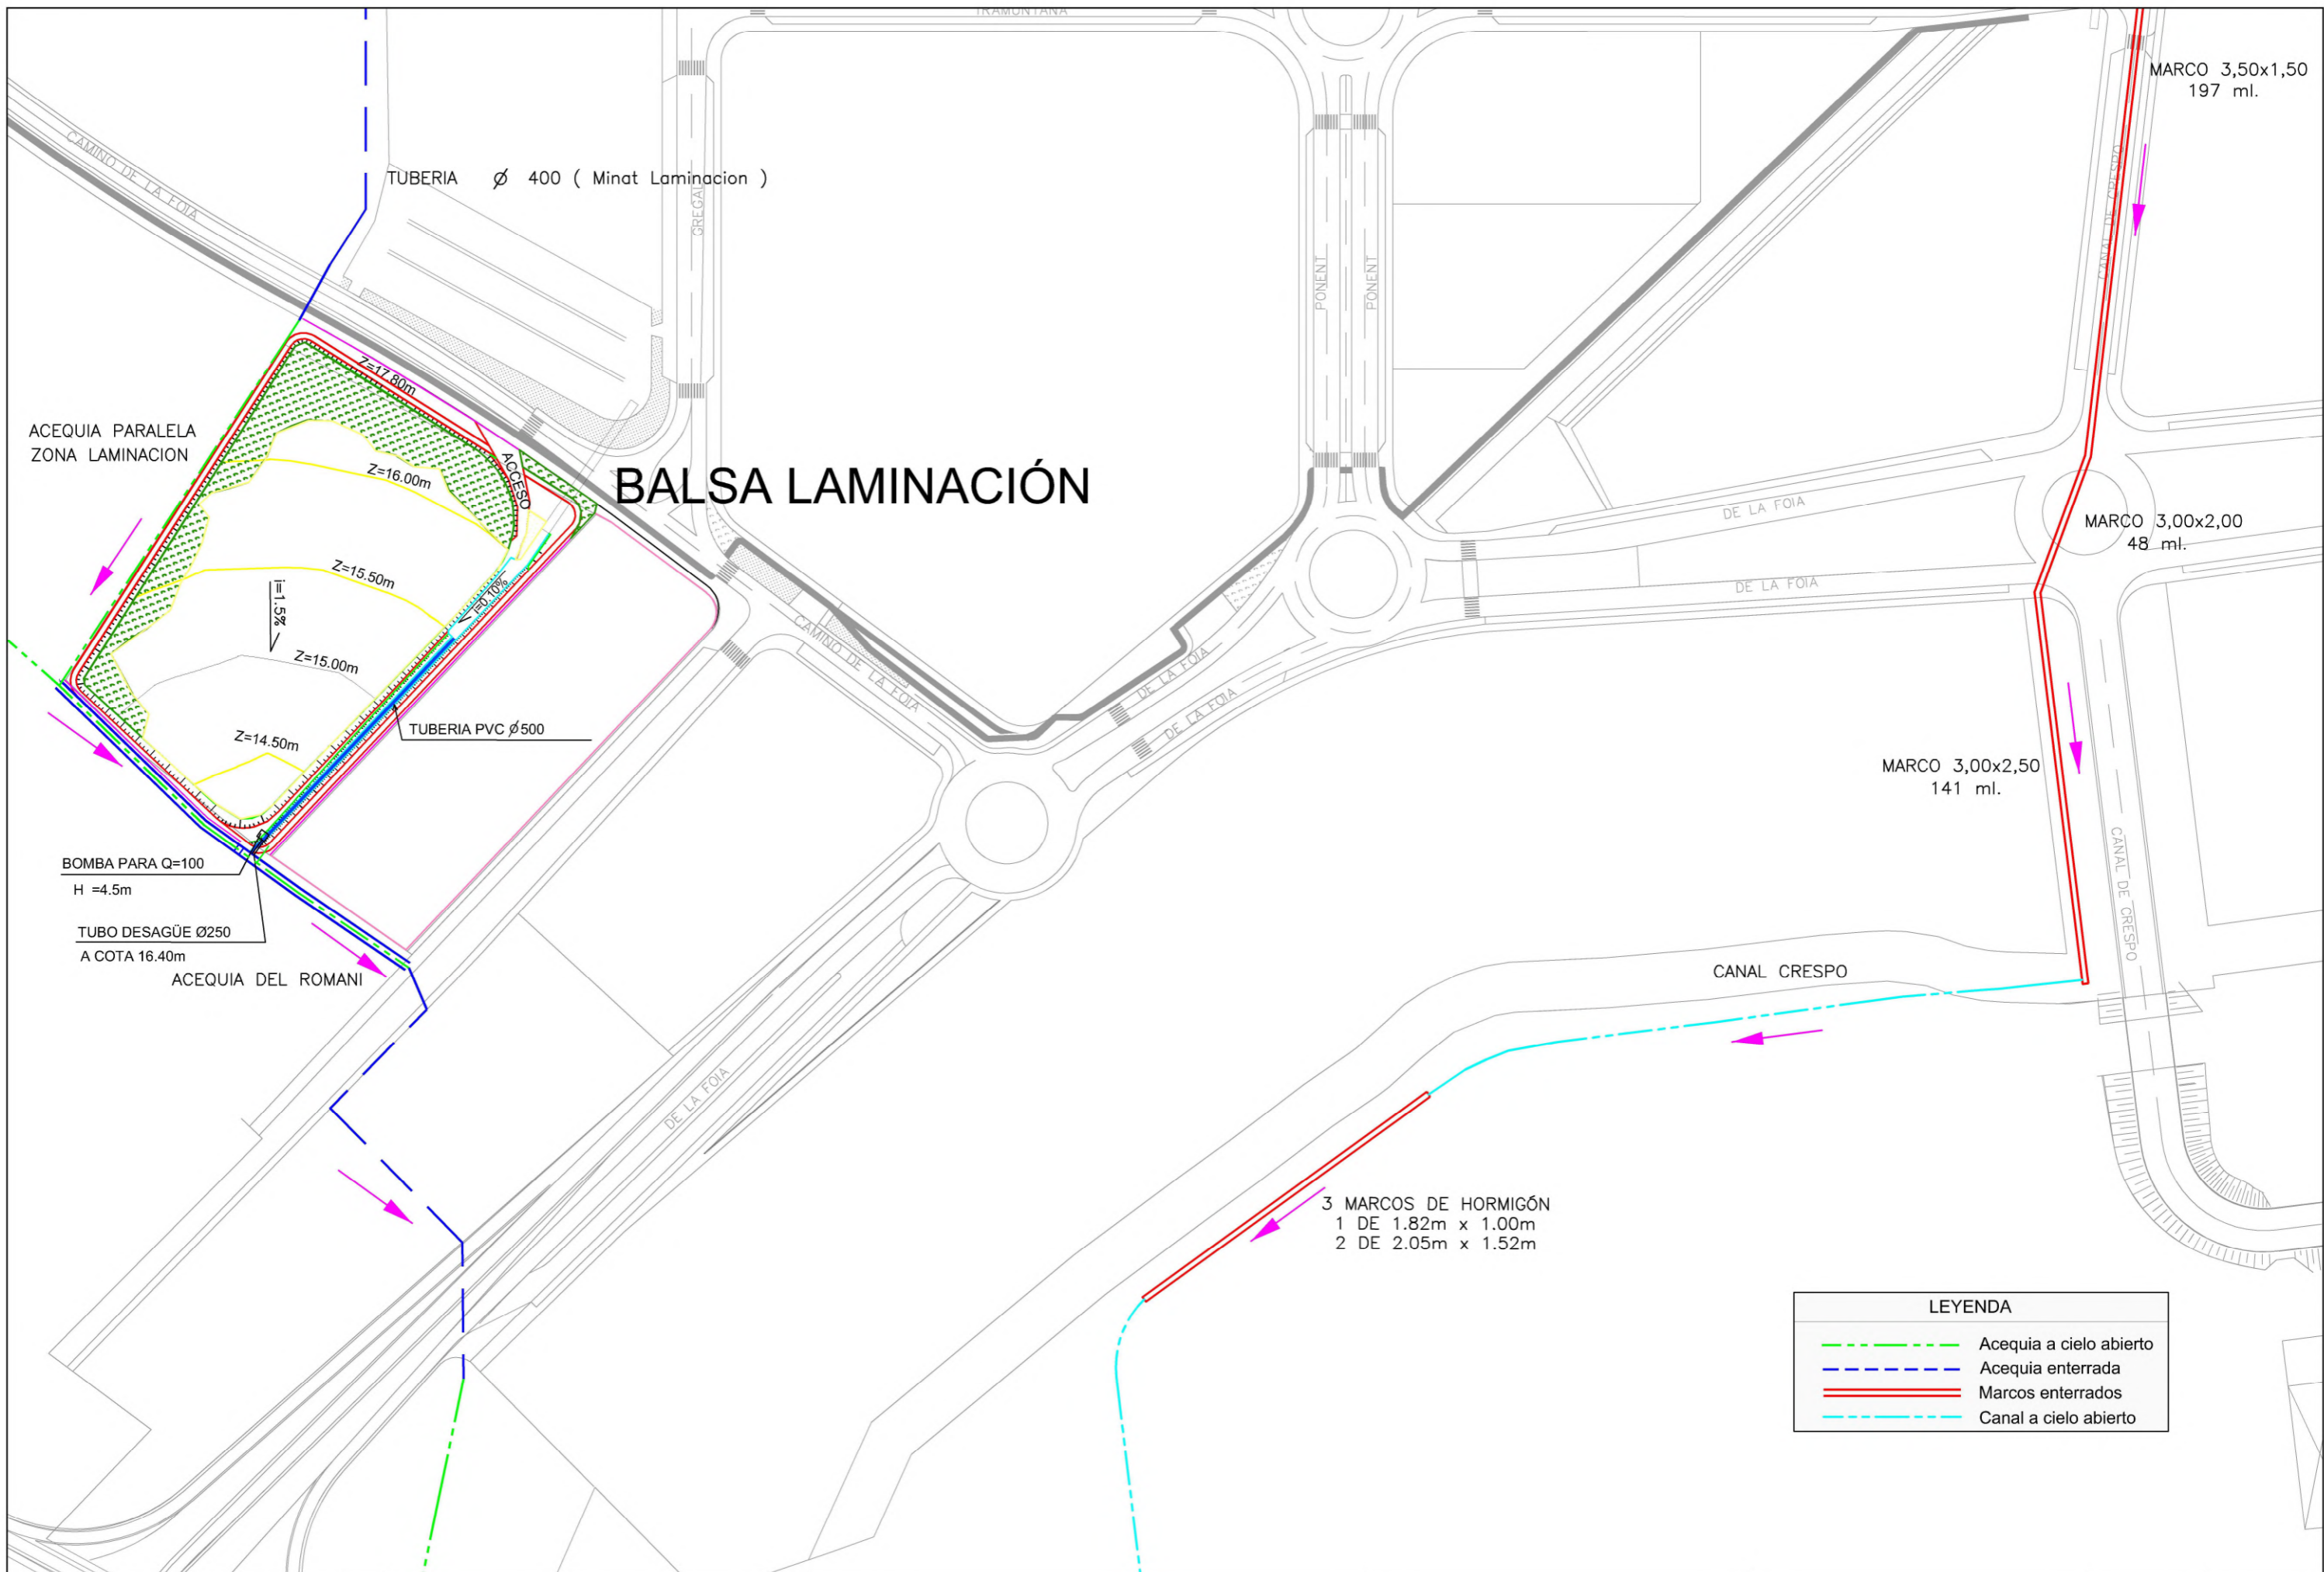 TRAMUNTANA
MARCO 3,50x1,50
197 ml.
CAMINO DE LA FOIA
TUBERIA Ø 400 ( Minat Laminacion )
GREGAL
CANAL DE CRESPO
PONENT
PONENT
Z=17.80m
ACEQUIA PARALELA
ZONA LAMINACION
ACCESO
Z=16.00m
BALSA LAMINACIÓN
DE LA FOIA
MARCO 3,00x2,00
48 ml.
Z=15.50m
i=0.10%
i=1.5%
DE LA FOIA
CAMINO DE LA FOIA
DE LA FOIA
DE LA FOIA
Z=15.00m
TUBERIA PVC Ø500
Z=14.50m
MARCO 3,00x2,50
141 ml.
CANAL DE CRESPO
BOMBA PARA Q=100
H =4.5m
TUBO DESAGÜE Ø250
A COTA 16.40m
ACEQUIA DEL ROMANI
CANAL CRESPO
DE LA FOIA
3 MARCOS DE HORMIGÓN
1 DE 1.82m x 1.00m
2 DE 2.05m x 1.52m
LEYENDA
Acequia a cielo abierto
Acequia enterrada
Marcos enterrados
Canal a cielo abierto